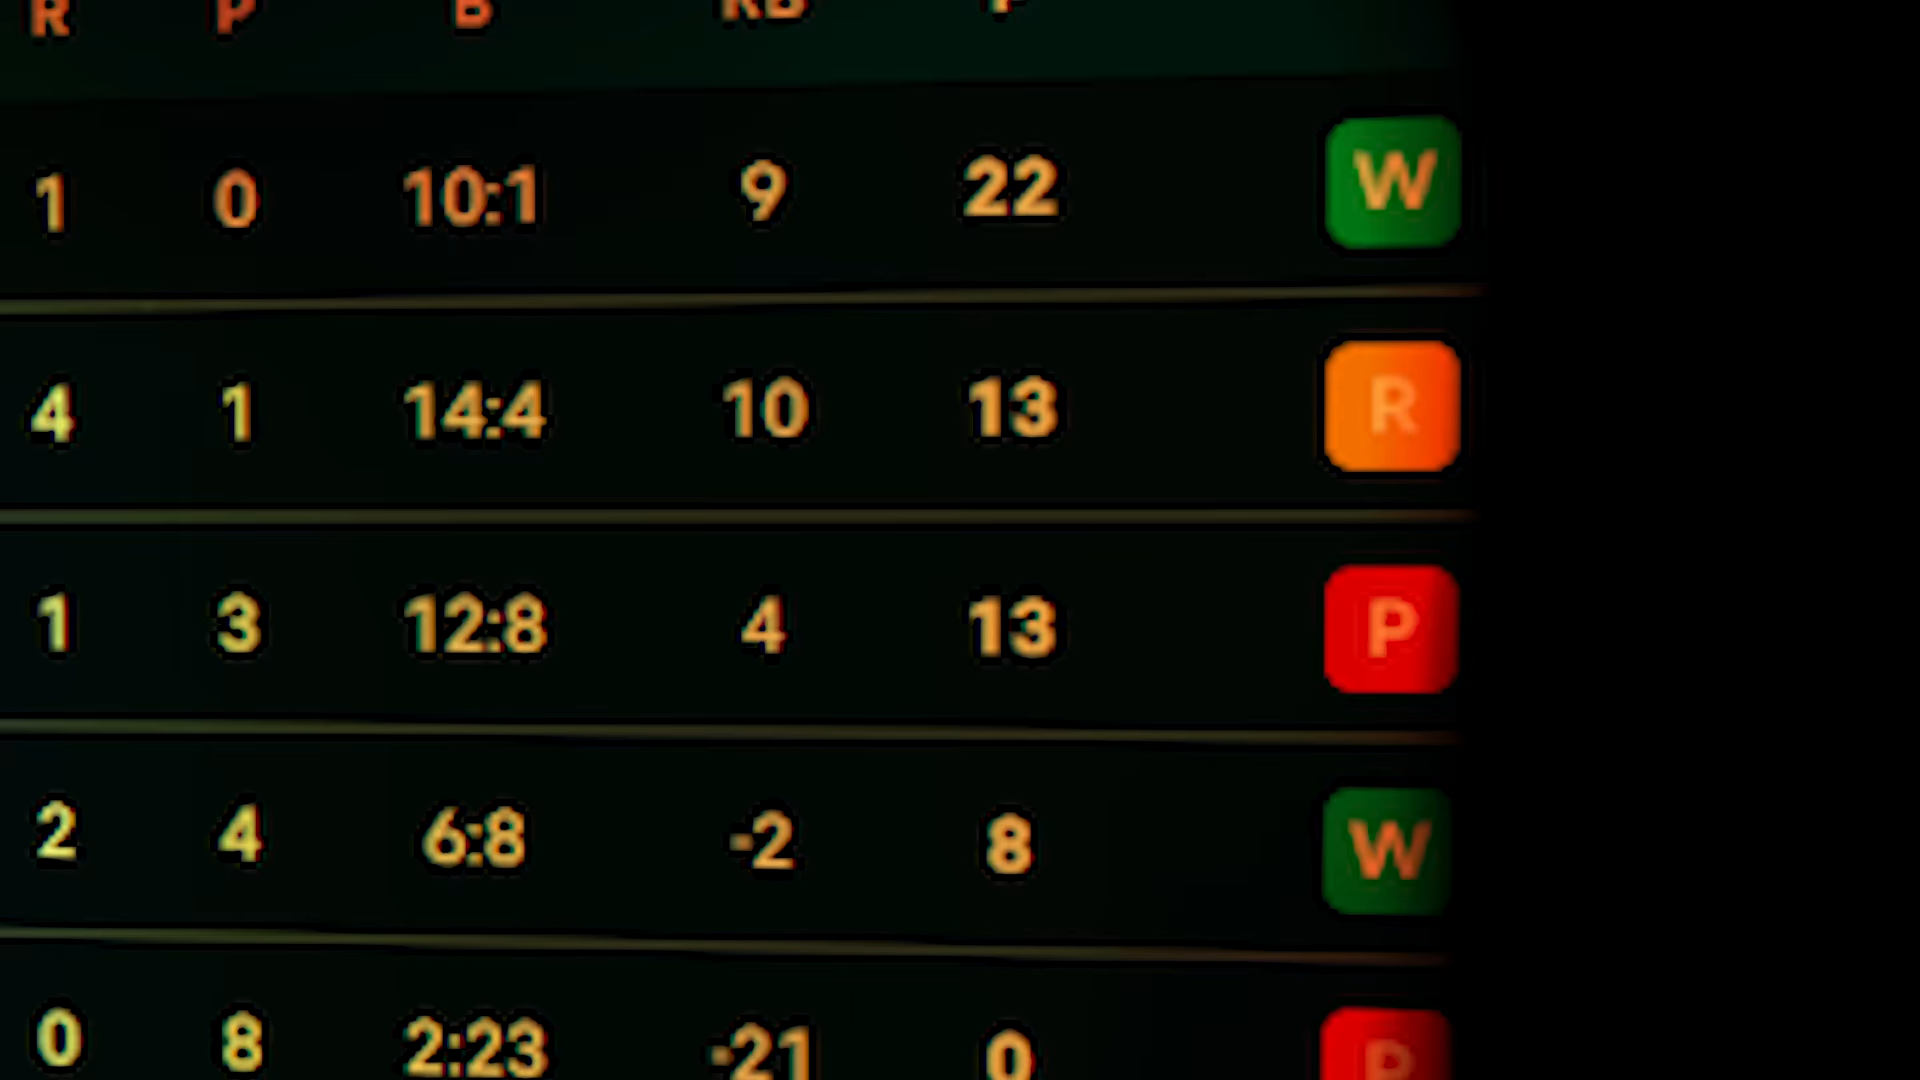 R P B RB P
1 0 10:1 9 22 W
4 1 14:4 10 13 R
1 3 12:8 4 13 P
2 4 6:8 -2 8 W
0 8 2:23 -21 0 P